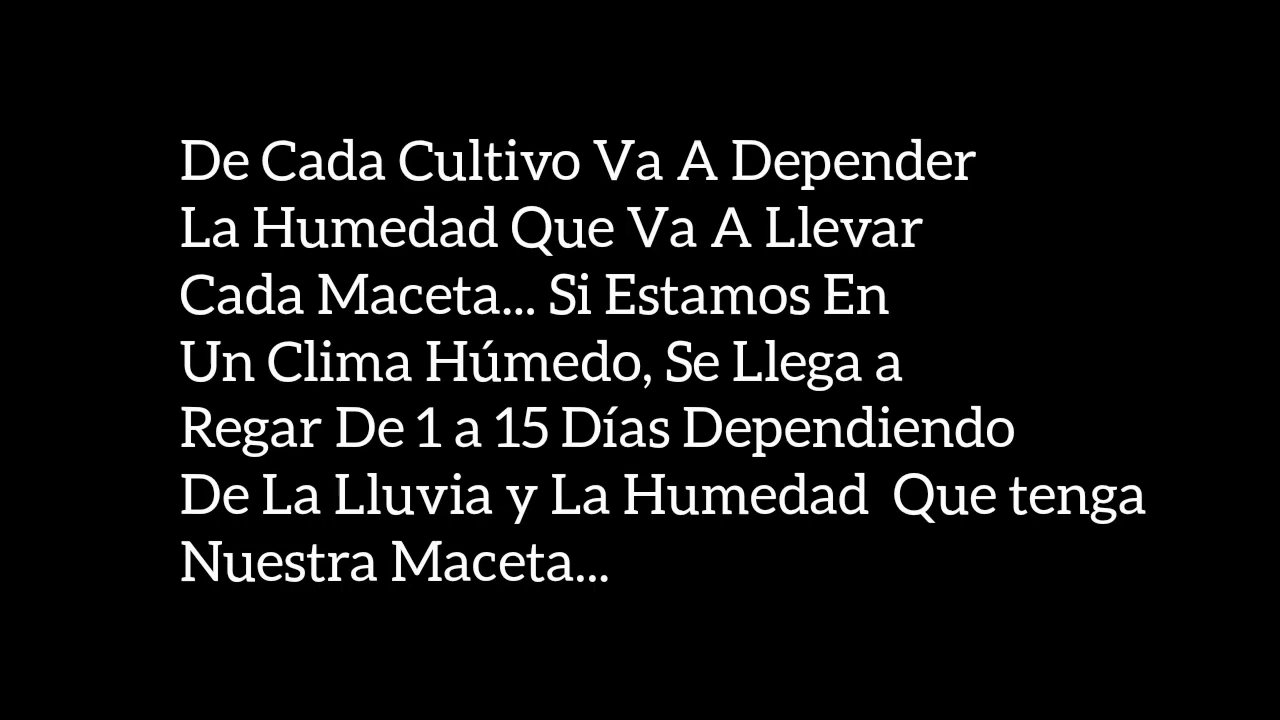 De Cada Cultivo Va A Depender
La Humedad Que Va A Llevar
Cada Maceta... Si Estamos En
Un Clima Húmedo, Se Llega a
Regar De 1 a 15 Días Dependiendo
De La Lluvia y La Humedad  Que tenga
Nuestra Maceta...